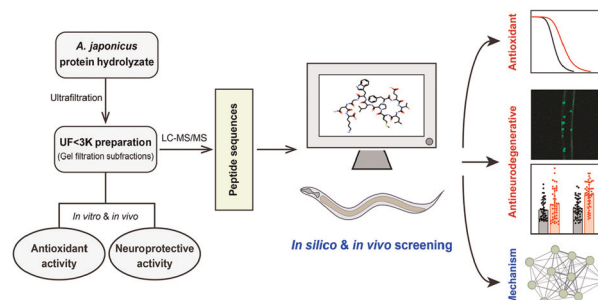 A. japonicus
protein hydrolyzate
Ultrafiltration
UF<3K preparation
(Gel filtration subfractions)
In vitro & in vivo
Antioxidant
activity
Neuroprotective
activity
LC-MS/MS
Peptide sequences
In silico & in vivo screening
Antioxidant
Antineurodegenerative
Mechanism